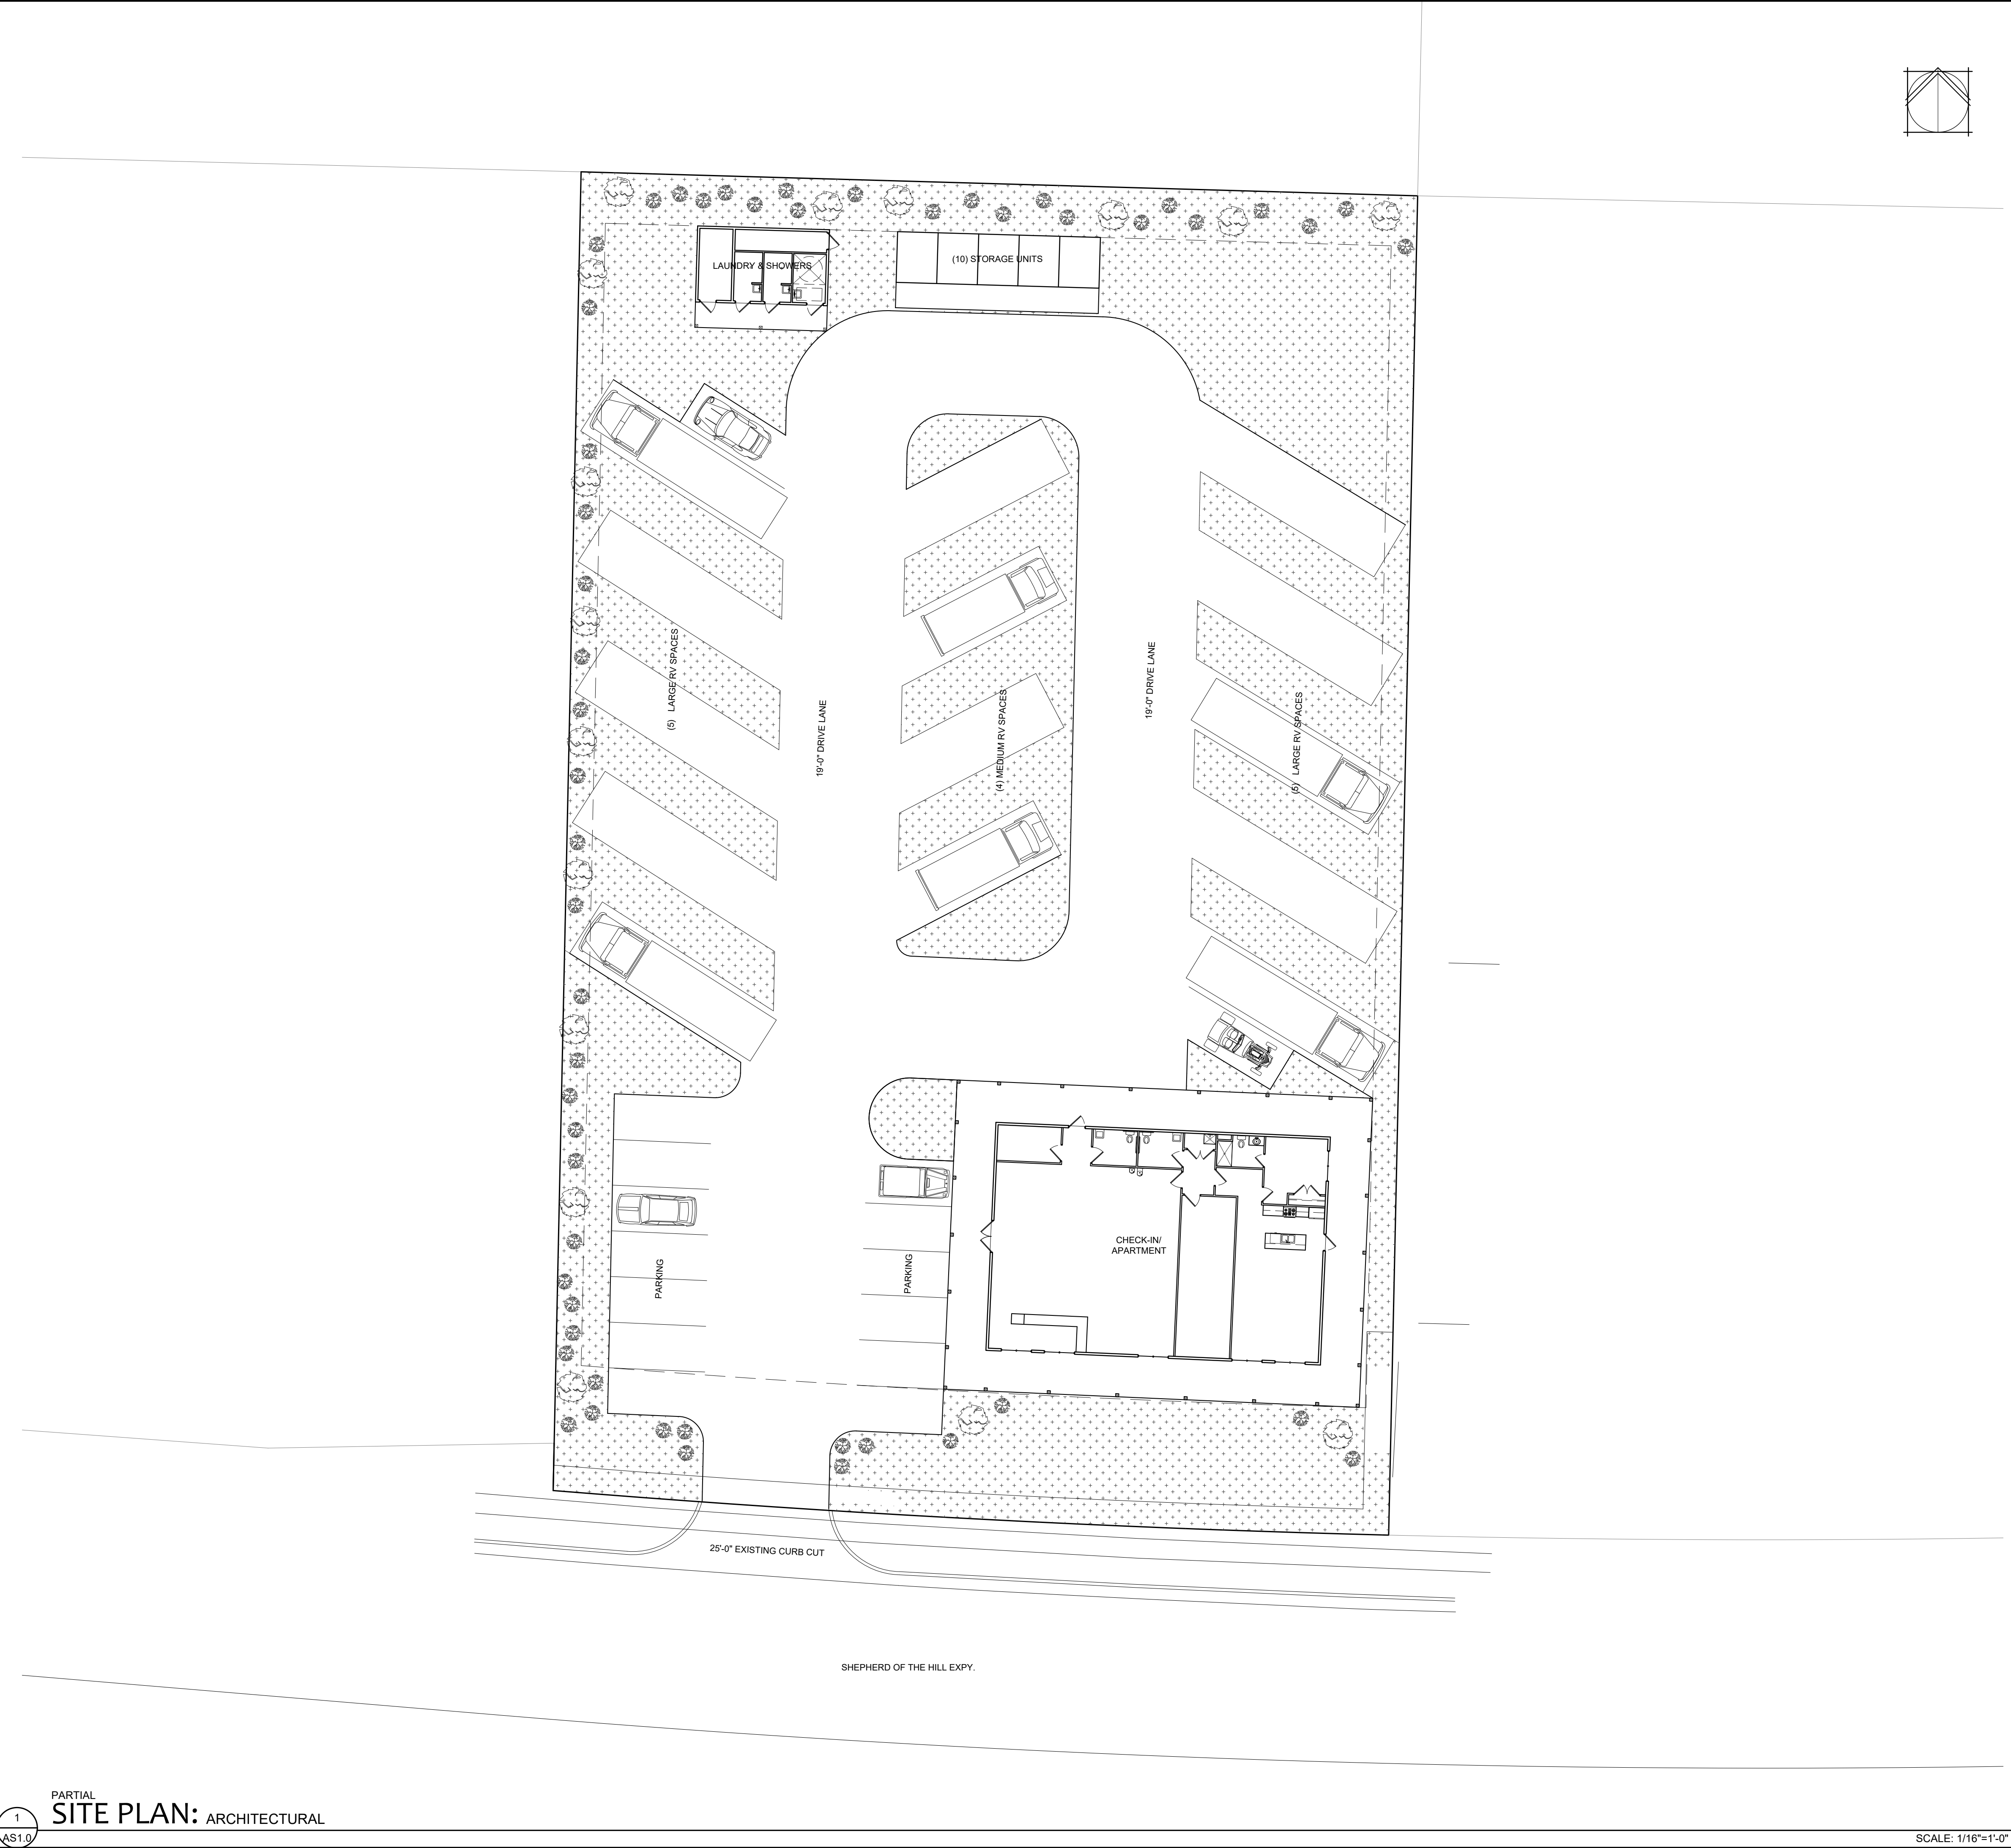 LAUNDRY & SHOWERS
(10) STORAGE UNITS
(5) LARGE RV SPACES
19'-0" DRIVE LANE
(4) MEDIUM RV SPACES
19'-0" DRIVE LANE
(5) LARGE RV SPACES
CHECK-IN/
APARTMENT
PARKING
PARKING
25'-0" EXISTING CURB CUT
SHEPHERD OF THE HILL EXPY.
PARTIAL
1
SITE PLAN: ARCHITECTURAL
AS1.0
SCALE: 1/16"=1'-0"